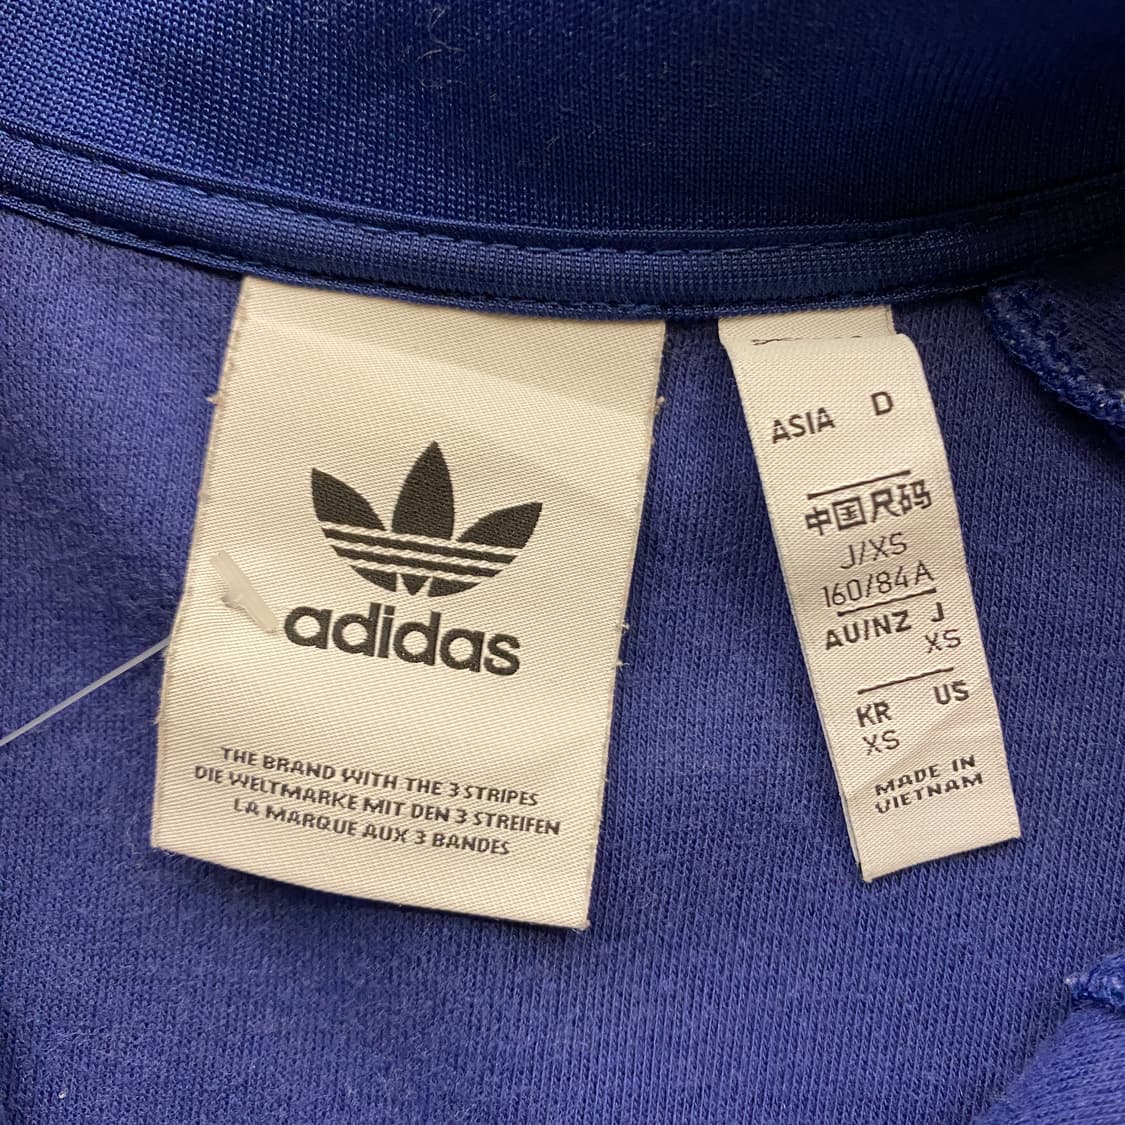 adidas
THE BRAND WITH THE 3 STRIPES
DIE WELTMARKE MIT DEN 3 STREIFEN
LA MARQUE AUX 3 BANDES
ASIA D
中国尺码
J/XS
160/84A
AU/NZ J
XS
KR US
XS
MADE IN
VIETNAM